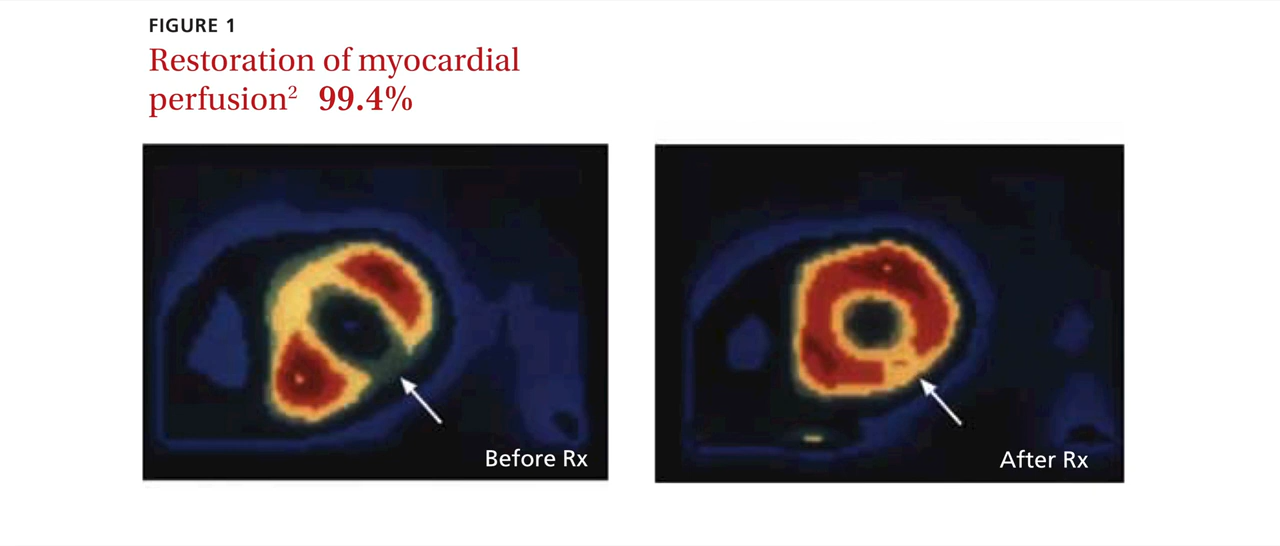 FIGURE 1
Restoration of myocardial
perfusion² 99.4%
Before Rx
After Rx